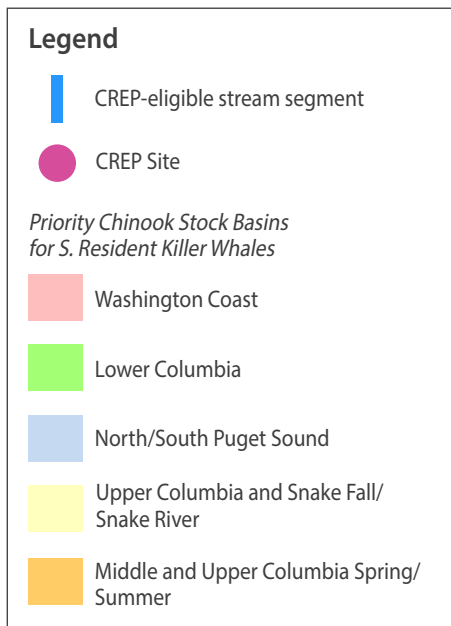 Legend
CREP-eligible stream segment
CREP Site
Priority Chinook Stock Basins
for S. Resident Killer Whales
Washington Coast
Lower Columbia
North/South Puget Sound
Upper Columbia and Snake Fall/
Snake River
Middle and Upper Columbia Spring/
Summer